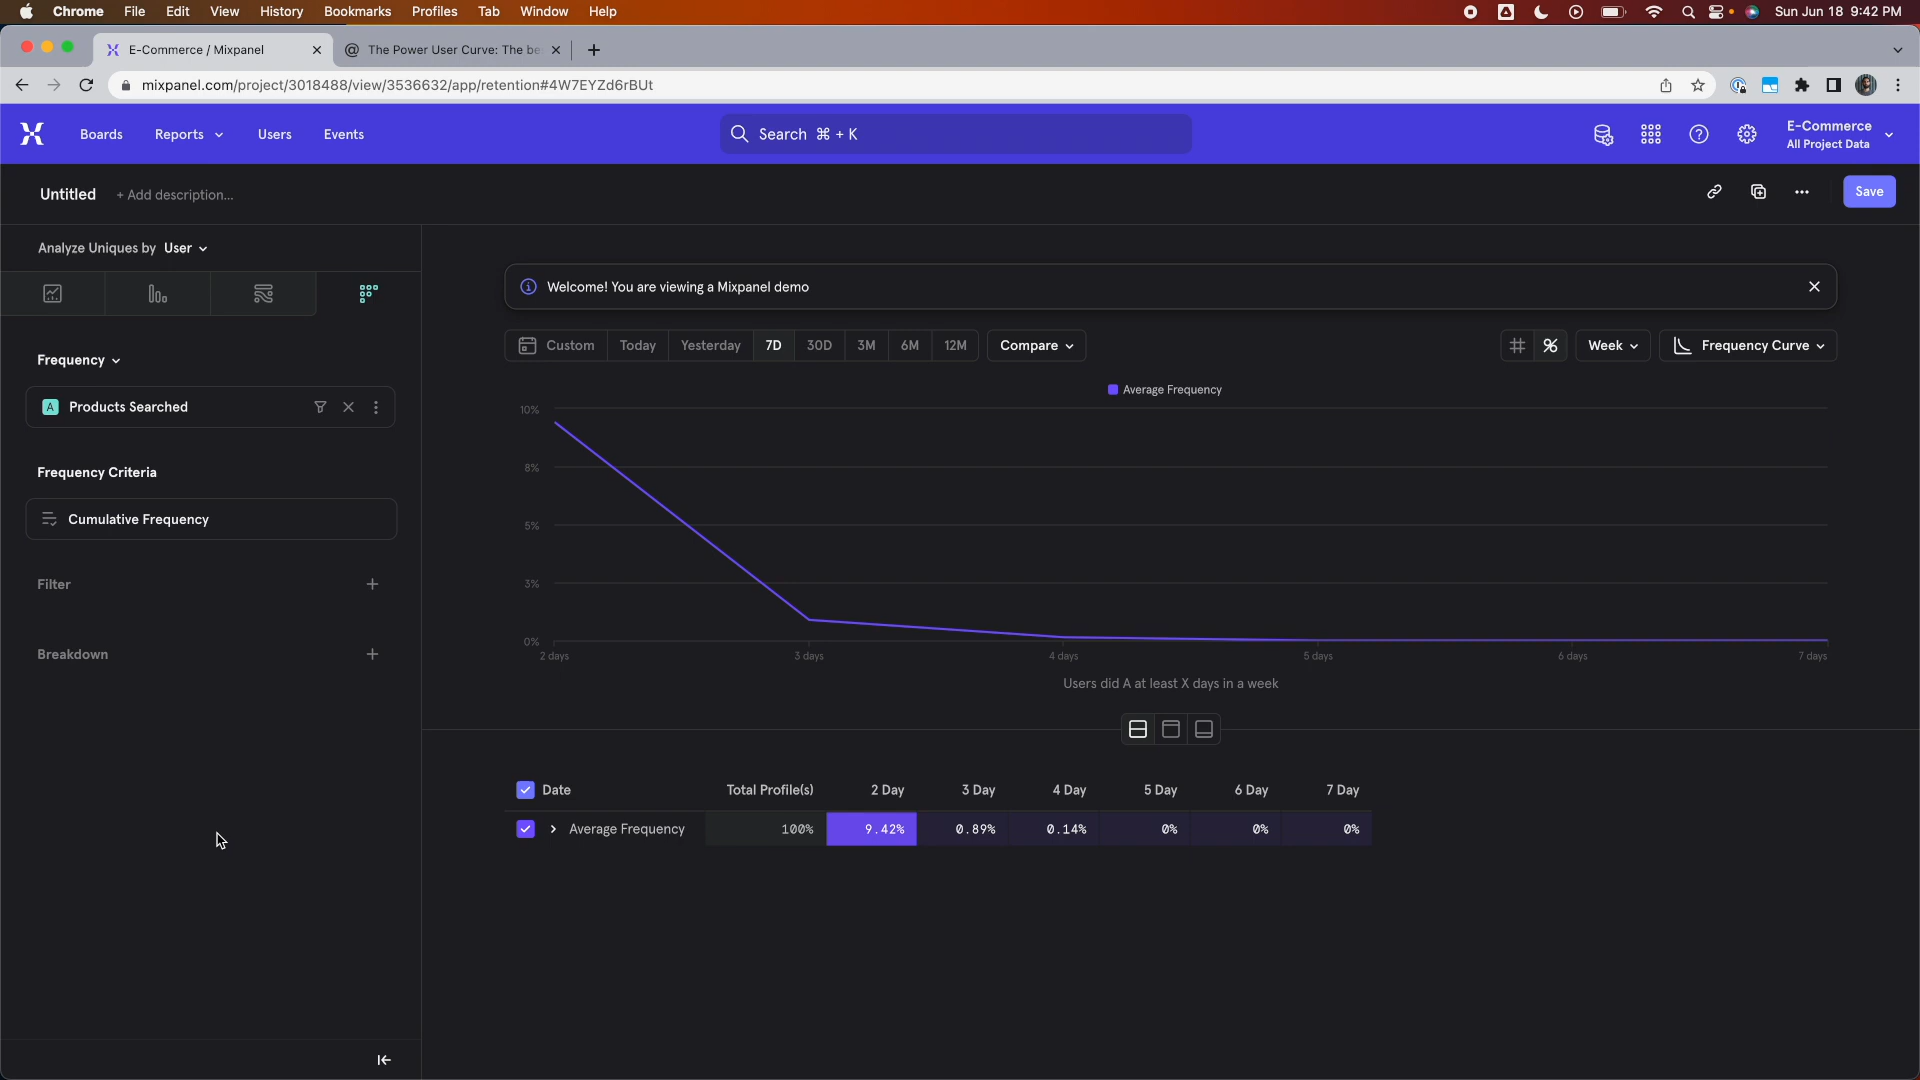 Chrome File Edit View History Bookmarks Profiles Tab Window Help Sun Jun 18 9:42 PM
E-Commerce / Mixpanel The Power User Curve: The be
mixpanel.com/project/3018488/view/3536632/app/retention#4W7EYZd6rBUt
Boards Reports Users Events Search ⌘ + K E-Commerce
All Project Data
Untitled + Add description... Save
Analyze Uniques by User
Welcome! You are viewing a Mixpanel demo
Custom Today Yesterday 7D 30D 3M 6M 12M Compare # % Week Frequency Curve
Frequency
A Products Searched
Frequency Criteria
Cumulative Frequency
Filter +
Breakdown +
Average Frequency
10%
8%
5%
3%
0%
2 days 3 days 4 days 5 days 6 days 7 days
Users did A at least X days in a week
Date Total Profile(s) 2 Day 3 Day 4 Day 5 Day 6 Day 7 Day
Average Frequency 100% 9.42% 0.89% 0.14% 0% 0% 0%